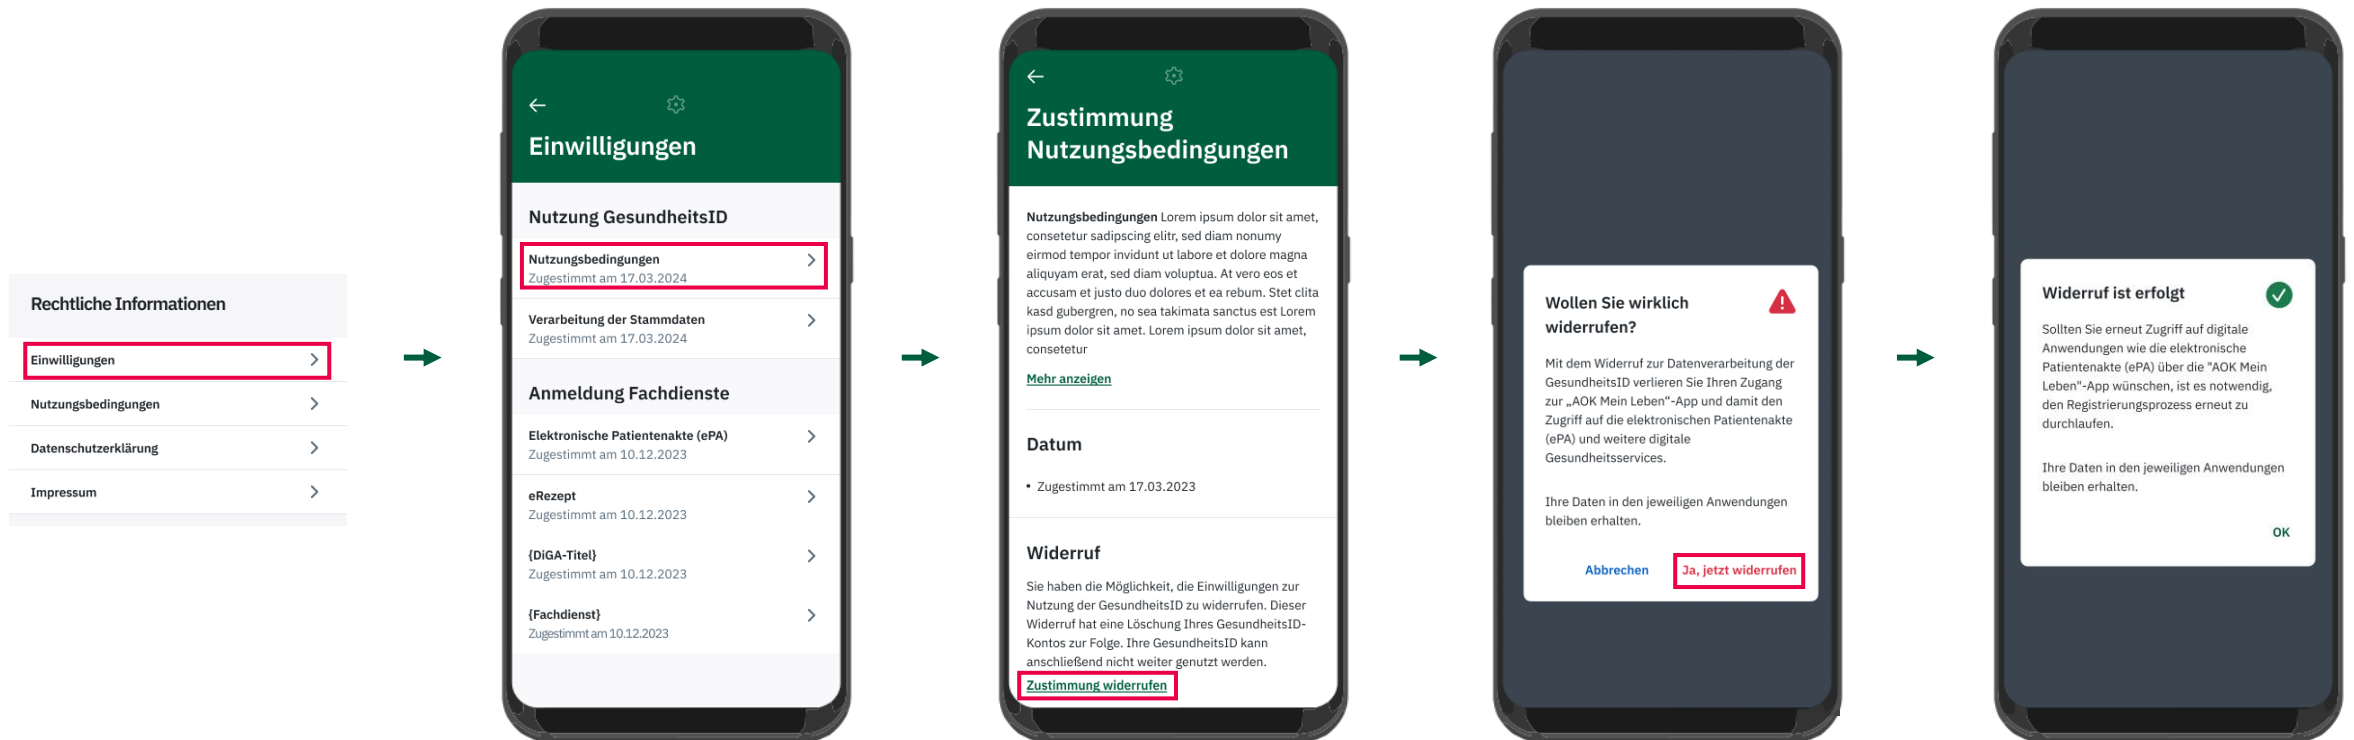 Rechtliche Informationen
Einwilligungen
Nutzungsbedingungen
Datenschutzerklärung
Impressum
Einwilligungen
Nutzung GesundheitsID
Nutzungsbedingungen
Zugestimmt am 17.03.2024
Verarbeitung der Stammdaten
Zugestimmt am 17.03.2024
Anmeldung Fachdienste
Elektronische Patientenakte (ePA)
Zugestimmt am 10.12.2023
eRezept
Zugestimmt am 10.12.2023
{DiGA-Titel}
Zugestimmt am 10.12.2023
{Fachdienst}
Zugestimmt am 10.12.2023
Zustimmung
Nutzungsbedingungen
Nutzungsbedingungen Lorem ipsum dolor sit amet,
consetetur sadipscing elitr, sed diam nonumy
eirmod tempor invidunt ut labore et dolore magna
aliquyam erat, sed diam voluptua. At vero eos et
accusam et justo duo dolores et ea rebum. Stet clita
kasd gubergren, no sea takimata sanctus est Lorem
ipsum dolor sit amet. Lorem ipsum dolor sit amet,
consetetur
Mehr anzeigen
Datum
• Zugestimmt am 17.03.2023
Widerruf
Sie haben die Möglichkeit, die Einwilligungen zur
Nutzung der GesundheitsID zu widerrufen. Dieser
Widerruf hat eine Löschung Ihres GesundheitsID-
Kontos zur Folge. Ihre GesundheitsID kann
anschließend nicht weiter genutzt werden.
Zustimmung widerrufen
Wollen Sie wirklich
widerrufen?
Mit dem Widerruf zur Datenverarbeitung der
GesundheitsID verlieren Sie Ihren Zugang
zur „AOK Mein Leben“-App und damit den
Zugriff auf die elektronischen Patientenakte
(ePA) und weitere digitale
Gesundheitsservices.
Ihre Daten in den jeweiligen Anwendungen
bleiben erhalten.
Abbrechen
Ja, jetzt widerrufen
Widerruf ist erfolgt
Sollten Sie erneut Zugriff auf digitale
Anwendungen wie die elektronische
Patientenakte (ePA) über die "AOK Mein
Leben"-App wünschen, ist es notwendig,
den Registrierungsprozess erneut zu
durchlaufen.
Ihre Daten in den jeweiligen Anwendungen
bleiben erhalten.
OK